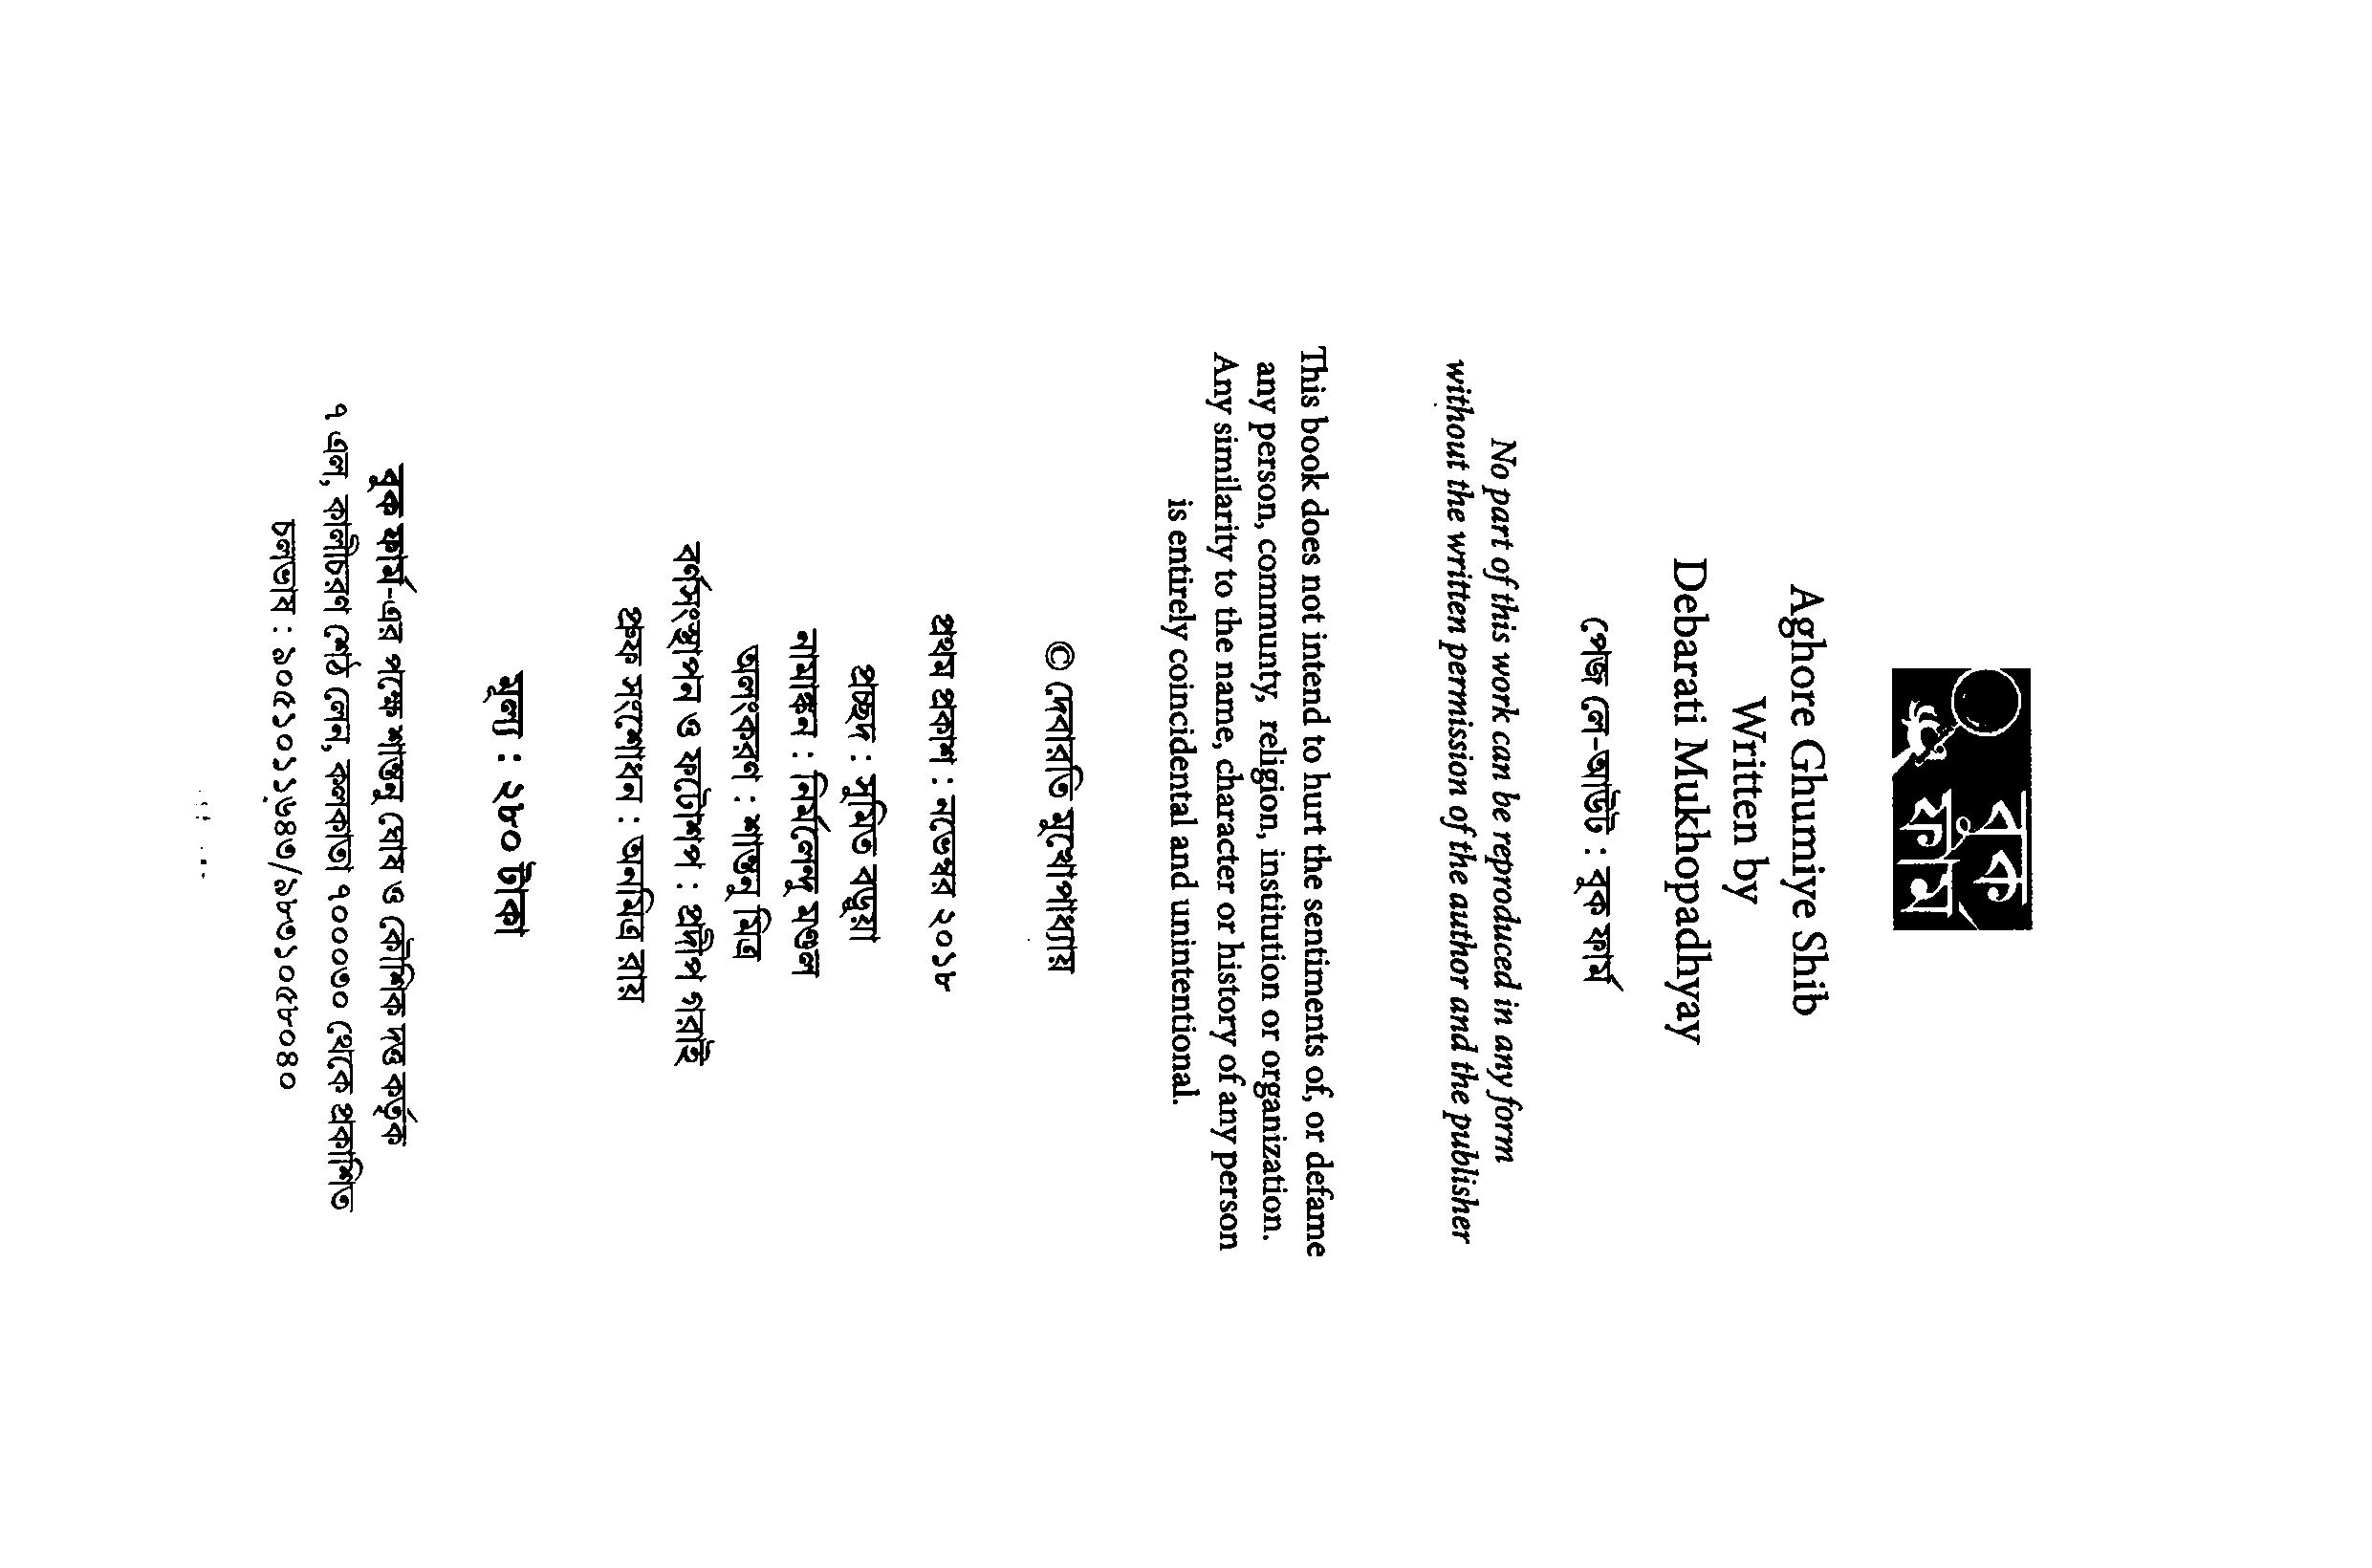 বুক
ফার্ম
Aghore Ghumiye Shib
Written by
Debarati Mukhopadhyay
পেজ লে-আউট : বুক ফার্ম
No part of this work can be reproduced in any form
without the written permission of the author and the publisher
This book does not intend to hurt the sentiments of, or defame
any person, communty, religion, institution or organization.
Any similarity to the name, character or history of any person
is entirely coincidental and unintentional.
© দেবারতি মুখোপাধ্যায়
প্রথম প্রকাশ : নভেম্বর ২০১৮
প্রচ্ছদ : সুমিত বড়ুয়া
নামাঙ্কন : নির্মলেন্দু মণ্ডল
অলংকরণ : শান্তনু মিত্র
বর্ণসংস্থাপন ও ফটোশপ : প্রদীপ গরাই
প্রুফ সংশোধন : অনমিত্র রায়
মূল্য : ২৮০ টাকা
বুক ফার্ম-এর পক্ষে শান্তনু ঘোষ ও কৌশিক দত্ত কর্তৃক
৭ এল, কালীচরণ শেঠ লেন, কলকাতা ৭০০০৩০ থেকে প্রকাশিত
চলভাষ : ৯০৫১০১১৬৪৩/৯৮৩১০৫৮০৪০